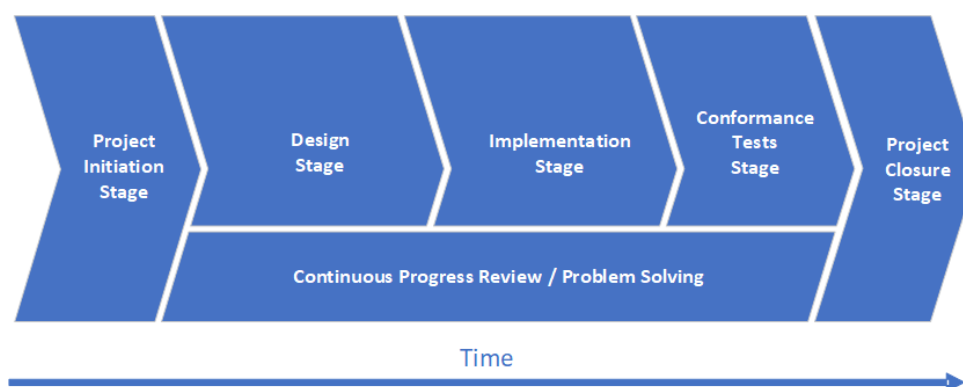 Project
Initiation
Stage
Design
Stage
Implementation
Stage
Conformance
Tests
Stage
Project
Closure
Stage
Continuous Progress Review / Problem Solving
Time